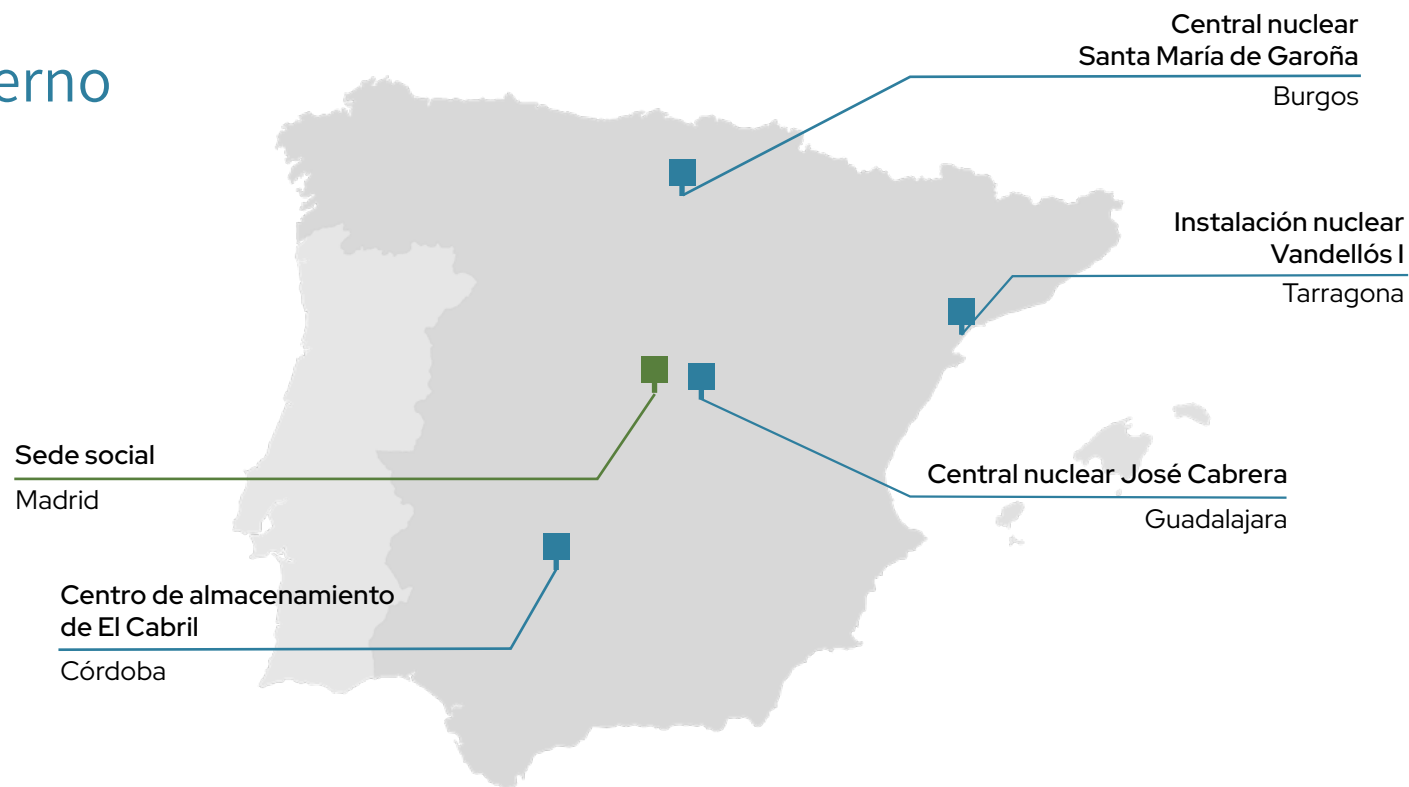 erno
Central nuclear
Santa María de Garoña
Burgos
Instalación nuclear
Vandellós I
Tarragona
Sede social
Madrid
Central nuclear José Cabrera
Guadalajara
Centro de almacenamiento
de El Cabril
Córdoba